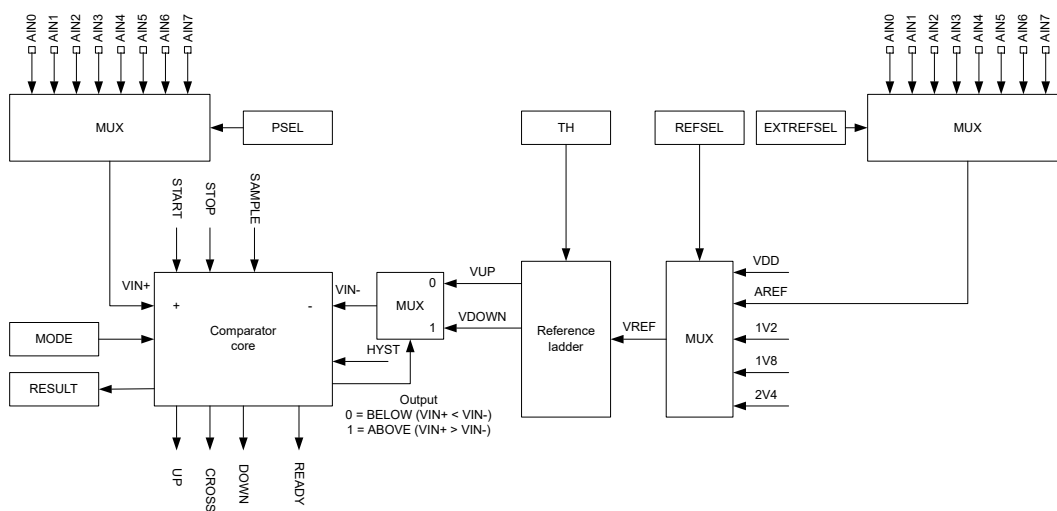 AIN0
AIN1
AIN2
AIN3
AIN4
AIN5
AIN6
AIN7
AIN0
AIN1
AIN2
AIN3
AIN4
AIN5
AIN6
AIN7
MUX
PSEL
TH
REFSEL
EXTREFSEL
MUX
START
STOP
SAMPLE
VIN+
+
-
VIN-
MUX
0
1
VUP
VDOWN
HYST
Comparator
core
MODE
RESULT
Reference
ladder
VREF
MUX
VDD
AREF
1V2
1V8
2V4
Output
0 = BELOW (VIN+ < VIN-)
1 = ABOVE (VIN+ > VIN-)
UP
CROSS
DOWN
READY